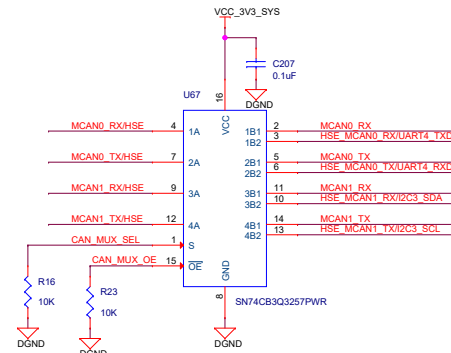 VCC_3V3_SYS
C207
0.1uF
DGND
U67
16
VCC
MCAN0_RX/HSE 4 1A 1B1 2 MCAN0_RX
1B2 3 HSE_MCAN0_RX/UART4_TXD
MCAN0_TX/HSE 7 2A 2B1 5 MCAN0_TX
2B2 6 HSE_MCAN0_TX/UART4_RXD
MCAN1_RX/HSE 9 3A 3B1 11 MCAN1_RX
3B2 10 HSE_MCAN1_RX/I2C3_SDA
MCAN1_TX/HSE 12 4A 4B1 14 MCAN1_TX
4B2 13 HSE_MCAN1_TX/I2C3_SCL
CAN_MUX_SEL 1 S
CAN_MUX_OE 15 OE
GND
8
SN74CB3Q3257PWR
R16
10K
R23
10K
DGND
DGND
DGND